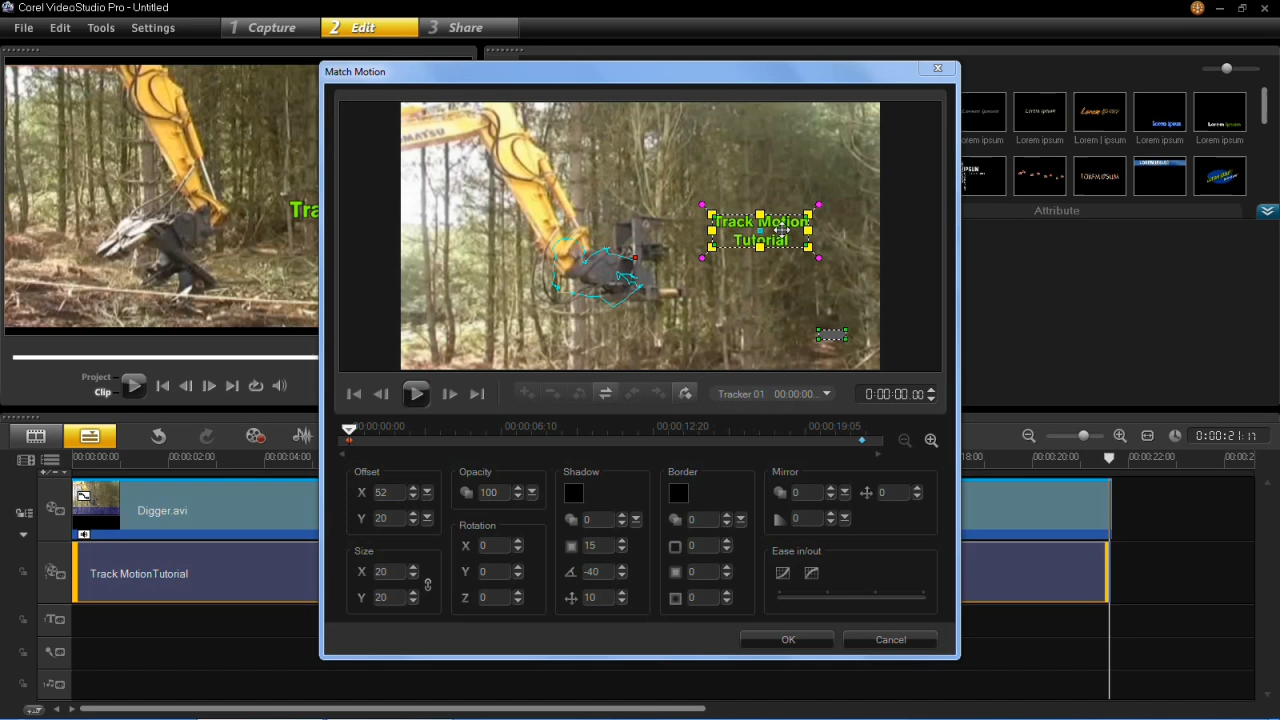 Corel VideoStudio Pro - Untitled
File Edit Tools Settings 1 Capture 2 Edit 3 Share
Match Motion
Track Motion
Tutorial
Lorem ipsum Lorem ipsum Lorem | ipsum Lorem ipsum Lorem ipsum
Attribute
Project
Clip
Tracker 01 00:00:00... 0:00:00.00
00:00:00:00 00:00:06:10 00:00:12:20 00:00:19:05
00:00:00:00 00:00:02:00 00:00:04:00 18:00 00:00:20:00 00:00:22:00 00:00:2
0:00:21:17
Offset
X 52
Y 20
Size
X 20
Y 20
Opacity
100
Rotation
X 0
Y 0
Z 0
Shadow
0
15
-40
10
Border
0
0
0
0
Mirror
0 0
0
Ease in/out
OK Cancel
Digger.avi
Track MotionTutorial